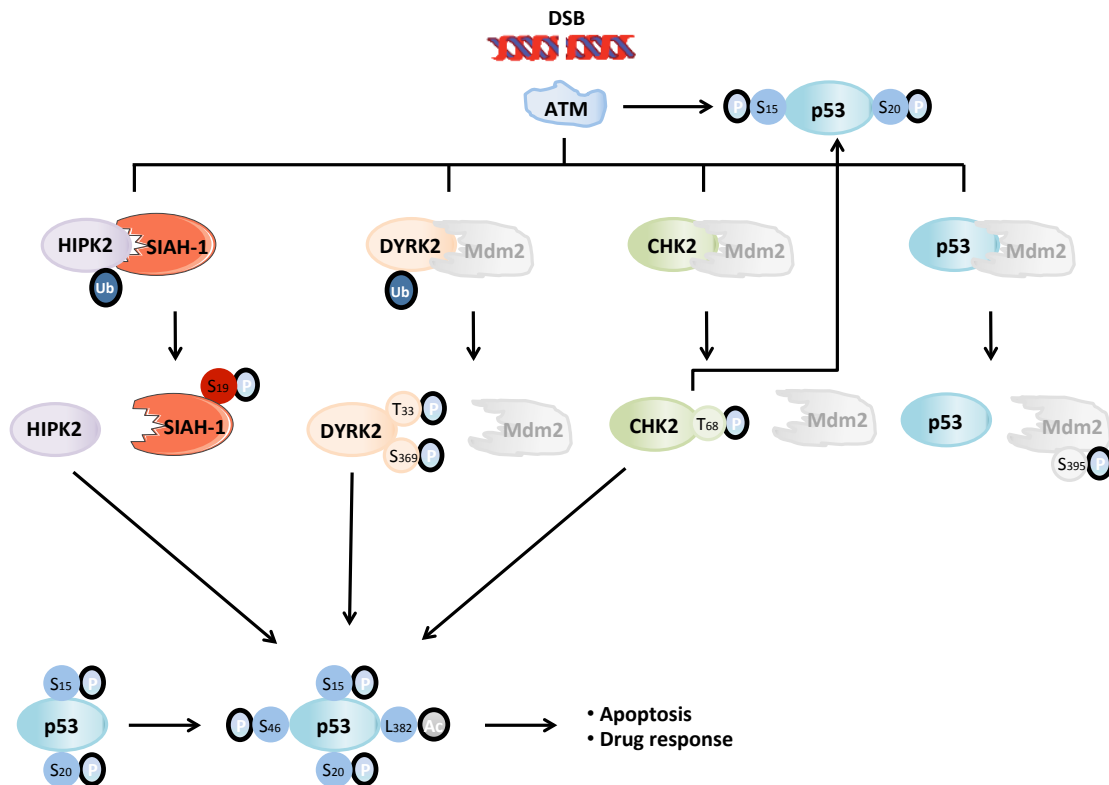 DSB
ATM
P S15 p53 S20 P
HIPK2 SIAH-1
Ub
DYRK2 Mdm2
Ub
CHK2 Mdm2
p53 Mdm2
HIPK2
S19 P
SIAH-1
DYRK2
T33 P
S369 P
Mdm2
CHK2 T68 P
Mdm2
p53
Mdm2
S395 P
S15 P
p53
S20 P
S15 P
P S46 p53 L382 Ac
S20 P
• Apoptosis
• Drug response